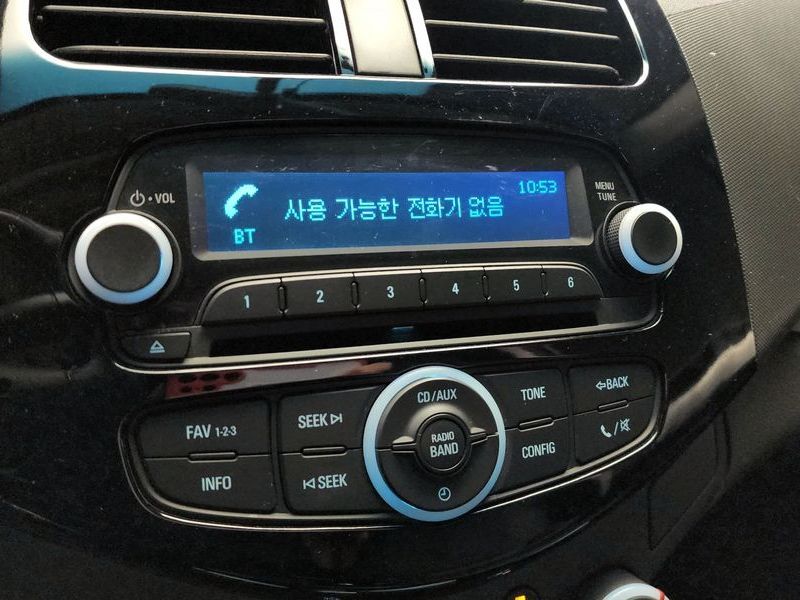 10:53
사용 가능한 전화기 없음
BT
VOL
MENU
TUNE
1 2 3 4 5 6
CD/AUX
TONE
BACK
FAV 1-2-3
SEEK
RADIO
BAND
CONFIG
INFO
SEEK